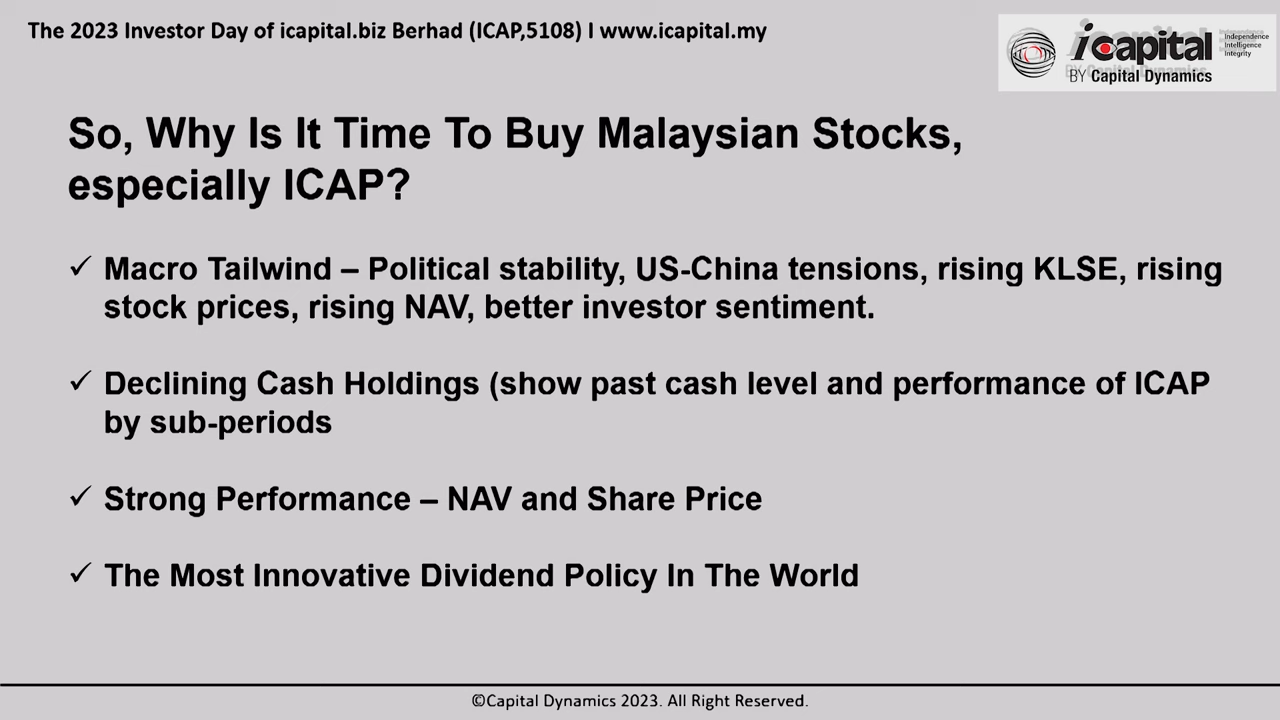 The 2023 Investor Day of icapital.biz Berhad (ICAP,5108) I www.icapital.my
icapital
BY Capital Dynamics
Independence
Intelligence
Integrity
So, Why Is It Time To Buy Malaysian Stocks,
especially ICAP?
✓ Macro Tailwind – Political stability, US-China tensions, rising KLSE, rising
stock prices, rising NAV, better investor sentiment.
✓ Declining Cash Holdings (show past cash level and performance of ICAP
by sub-periods
✓ Strong Performance – NAV and Share Price
✓ The Most Innovative Dividend Policy In The World
©Capital Dynamics 2023. All Right Reserved.